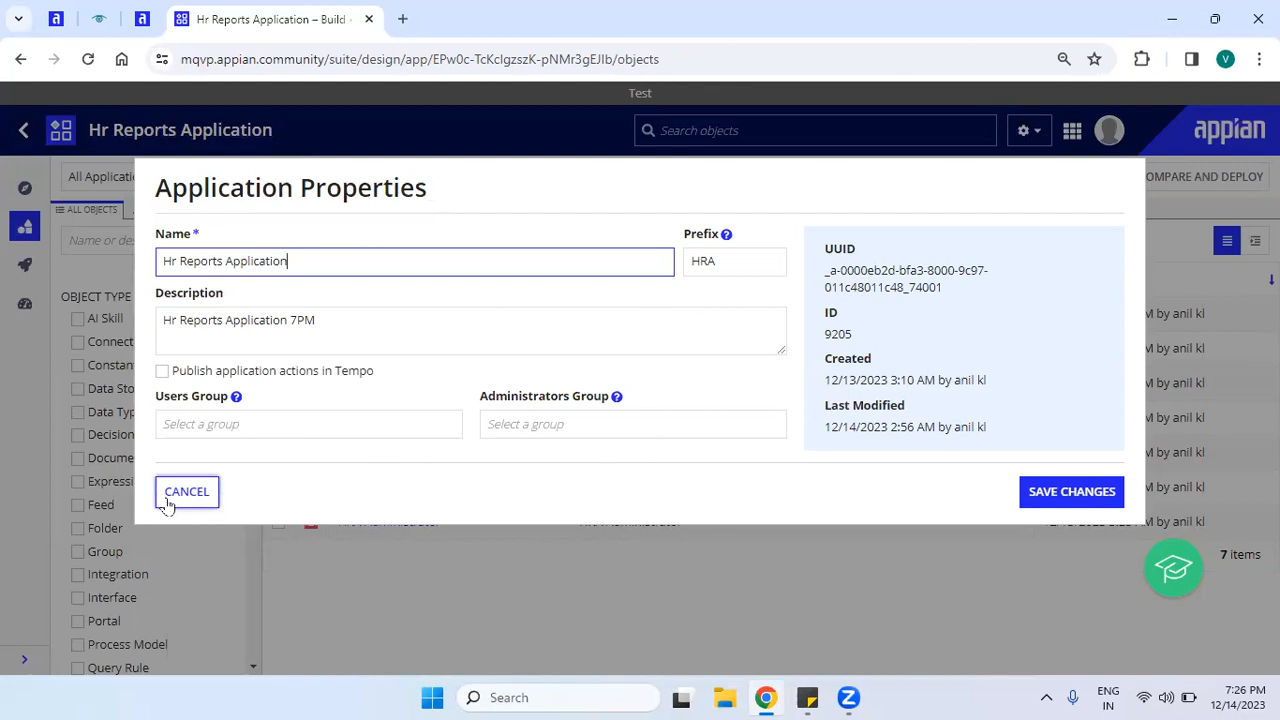 Hr Reports Application – Build
mqvp.appian.community/suite/design/app/EPw0c-TcKcIgzszK-pNMr3gEJIb/objects
V
Test
Hr Reports Application
Search objects
appian
All Applica
COMPARE AND DEPLOY
ALL OBJECTS
Name or de
OBJECT TYPE
AI Skill
Connect
Constan
Data Sto
Data Typ
Decision
Docume
Expressi
Feed
Folder
Group
Integration
Interface
Portal
Process Model
Query Rule
Application Properties
Name *
Hr Reports Application
Prefix
HRA
Description
Hr Reports Application 7PM
Publish application actions in Tempo
Users Group
Select a group
Administrators Group
Select a group
UUID
_a-0000eb2d-bfa3-8000-9c97-
011c48011c48_74001
ID
9205
Created
12/13/2023 3:10 AM by anil kl
Last Modified
12/14/2023 2:56 AM by anil kl
CANCEL
SAVE CHANGES
M by anil kl
M by anil kl
M by anil kl
M by anil kl
M by anil kl
M by anil kl
M by anil kl
7 items
Search
ENG
IN
7:26 PM
12/14/2023